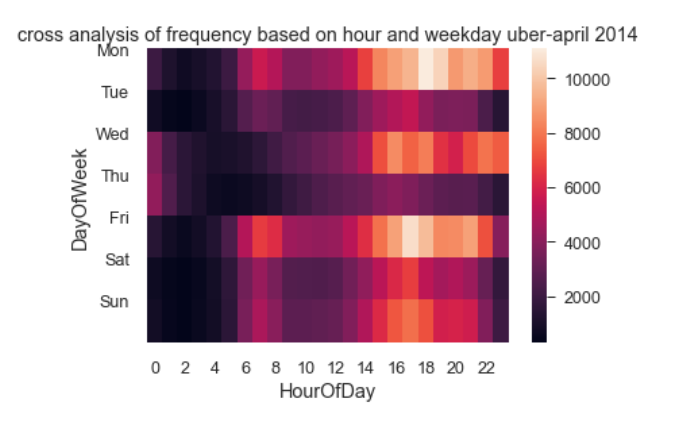 cross analysis of frequency based on hour and weekday uber-april 2014
Mon
Tue
Wed
Thu
Fri
Sat
Sun
DayOfWeek
0 2 4 6 8 10 12 14 16 18 20 22
HourOfDay
10000
8000
6000
4000
2000